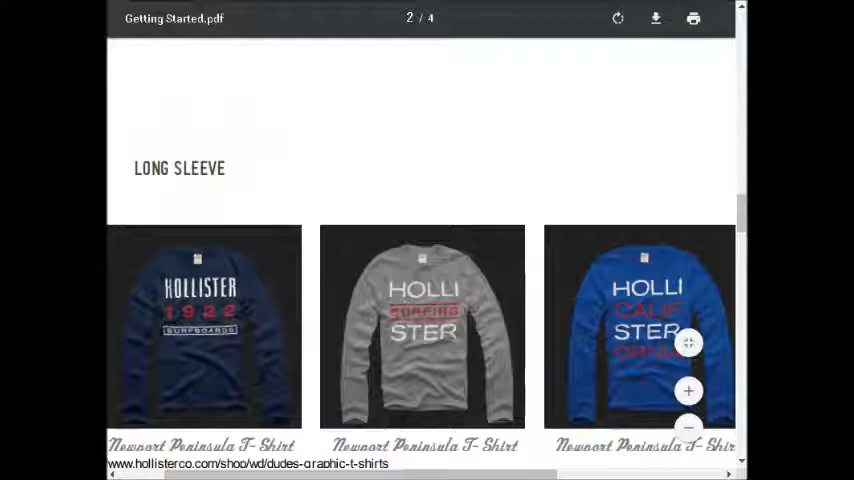 Getting Started.pdf 2 / 4
LONG SLEEVE
HOLLISTER
1922
SURFBOARDS
HOLLI
SURFING
STER
HOLLI
CALIF
STER
ORNIA
Newport Peninsula T-Shirt Newport Peninsula T-Shirt Newport Peninsula T-Shir
www.hollisterco.com/shop/wd/dudes-graphic-t-shirts